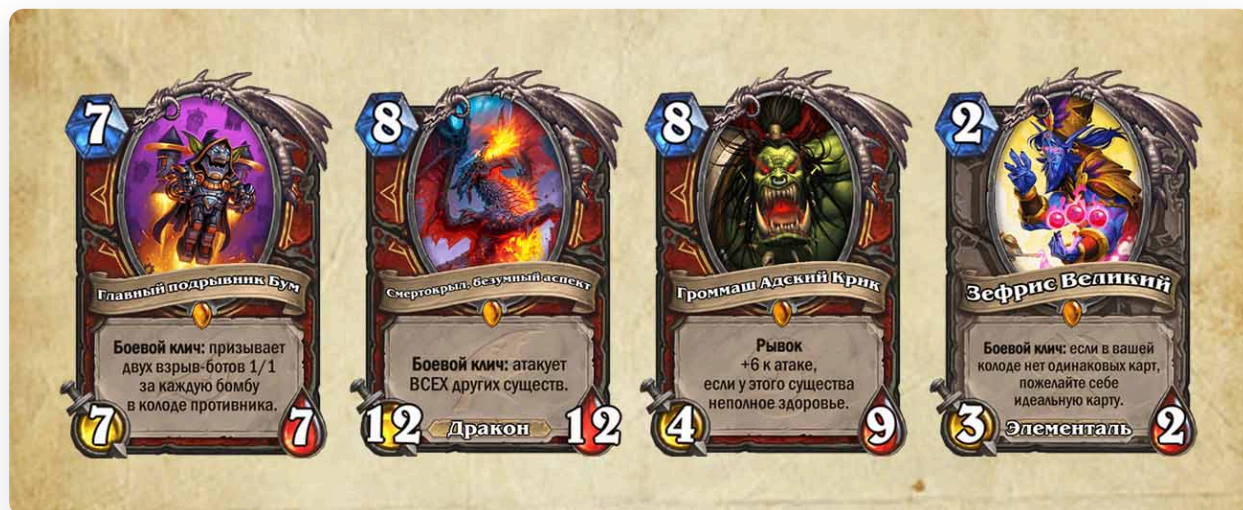 7
Главный подрывник Бум
Боевой клич: призывает
двух взрыв-ботов 1/1
за каждую бомбу
в колоде противника.
7
7
8
Смертокрыл, безумный аспект
Боевой клич: атакует
ВСЕХ других существ.
12
Дракон
12
8
Громмаш Адский Крик
Рывок
+6 к атаке,
если у этого существа
неполное здоровье.
4
9
2
Зефрис Великий
Боевой клич: если в вашей
колоде нет одинаковых карт,
пожелайте себе
идеальную карту.
3
Элементаль
2